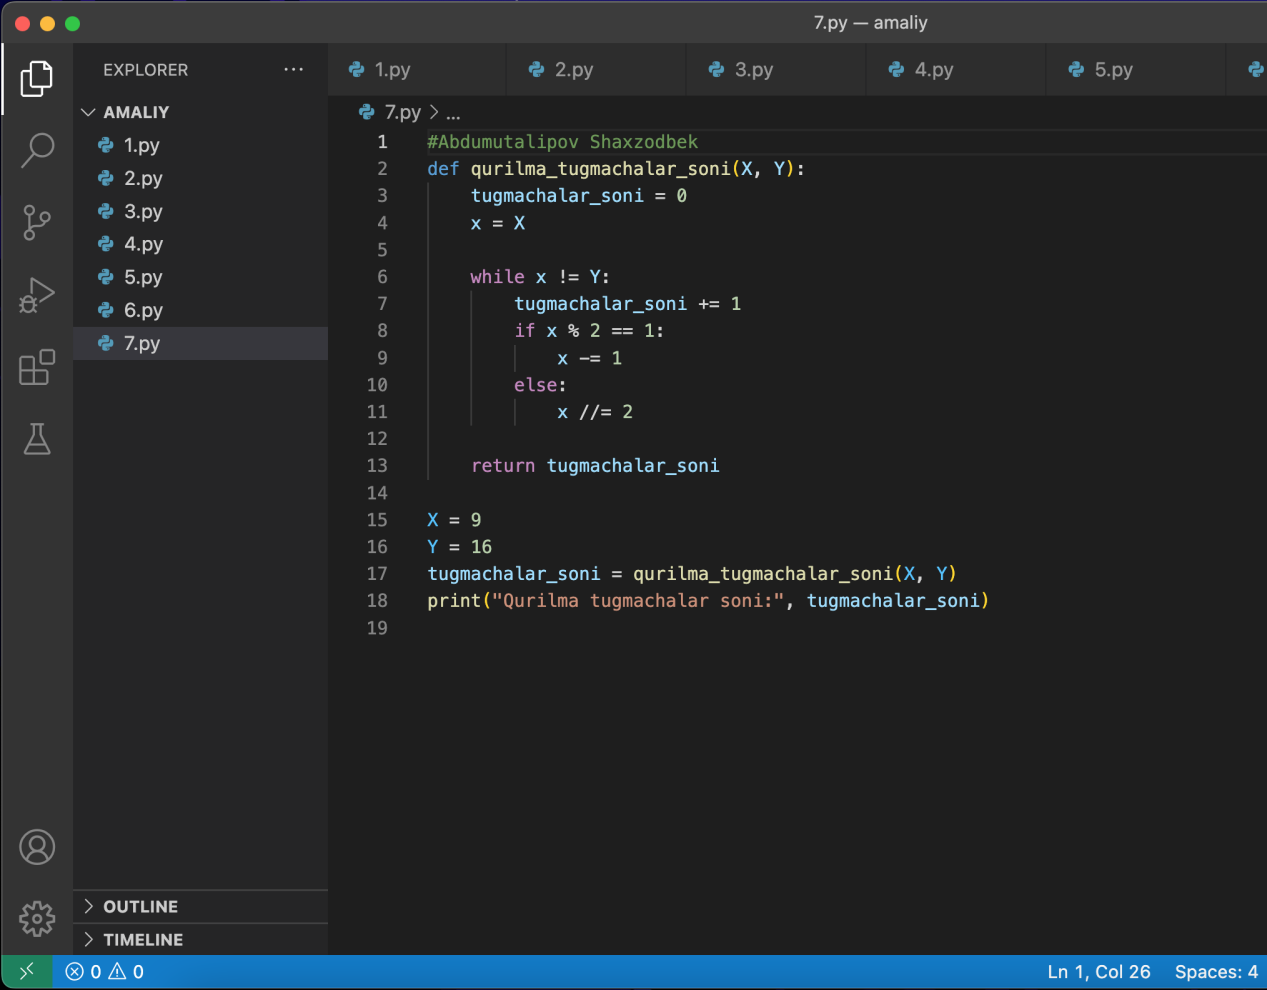 7.py — amaliy
EXPLORER ...
1.py 2.py 3.py 4.py 5.py
AMALIY
1.py
2.py
3.py
4.py
5.py
6.py
7.py
7.py > ...
1 #Abdumutalipov Shaxzodbek
2 def qurilma_tugmachalar_soni(X, Y):
3     tugmachalar_soni = 0
4     x = X
5
6     while x != Y:
7         tugmachalar_soni += 1
8         if x % 2 == 1:
9             x -= 1
10         else:
11             x //= 2
12
13     return tugmachalar_soni
14
15 X = 9
16 Y = 16
17 tugmachalar_soni = qurilma_tugmachalar_soni(X, Y)
18 print("Qurilma tugmachalar soni:", tugmachalar_soni)
19
OUTLINE
TIMELINE
0 0 Ln 1, Col 26 Spaces: 4